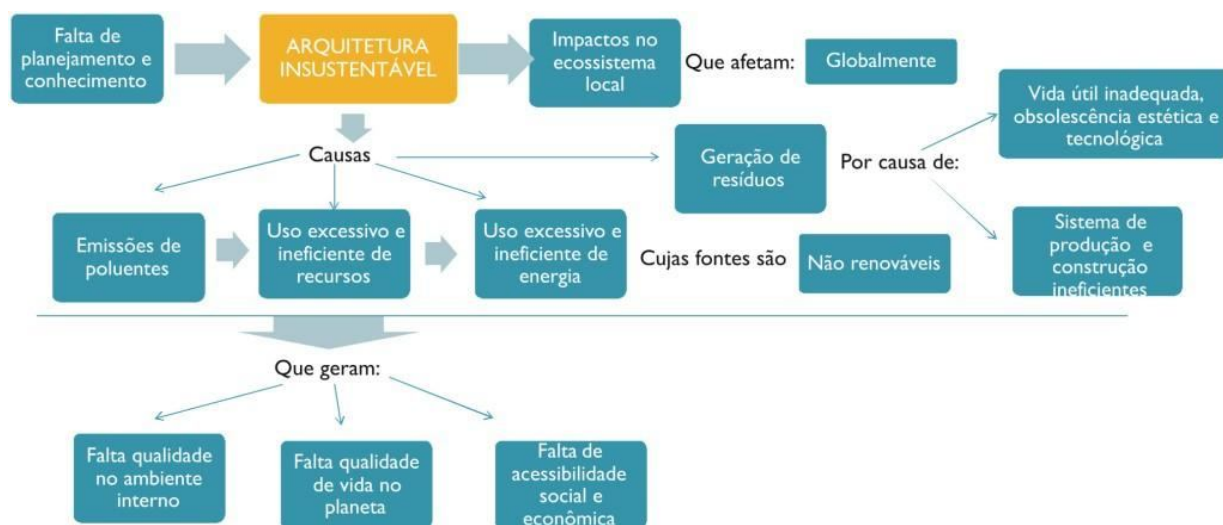 Falta de
planejamento e
conhecimento
ARQUITETURA
INSUSTENTÁVEL
Impactos no
ecossistema
local
Que afetam:
Globalmente
Vida útil inadequada,
obsolescência estética e
tecnológica
Causas
Geração de
resíduos
Por causa de:
Emissões de
poluentes
Uso excessivo e
ineficiente de
recursos
Uso excessivo e
ineficiente de
energia
Cujas fontes são
Não renováveis
Sistema de
produção e
construção
ineficientes
Que geram:
Falta qualidade
no ambiente
interno
Falta qualidade
de vida no
planeta
Falta de
acessibilidade
social e
econômica